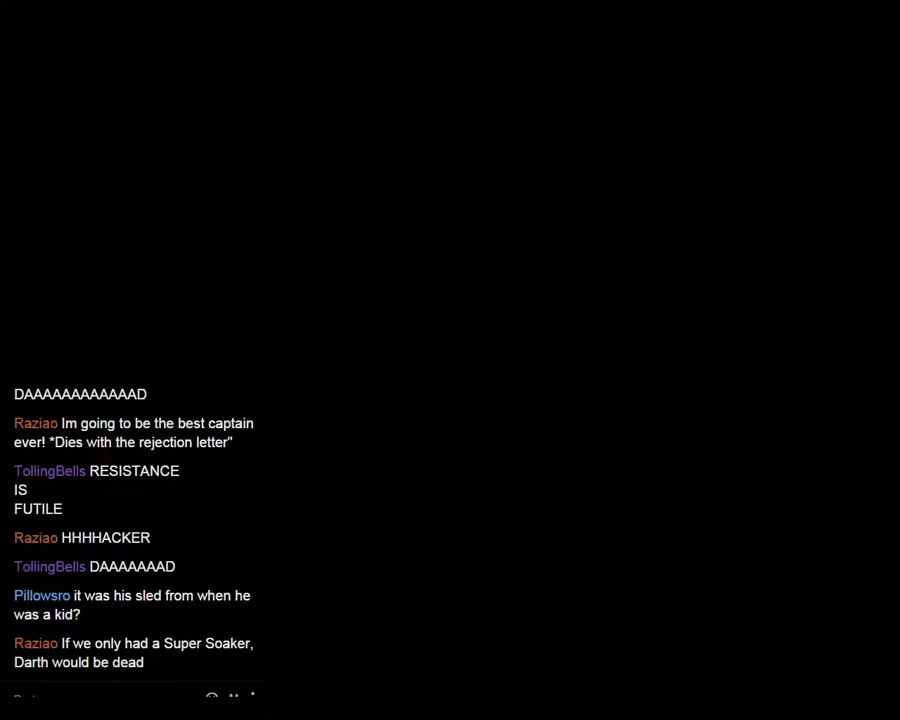 DAAAAAAAAAAAAD
Raziao Im going to be the best captain
ever! *Dies with the rejection letter"
TollingBells RESISTANCE
IS
FUTILE
Raziao HHHHACKER
TollingBells DAAAAAAAD
Pillowsro it was his sled from when he
was a kid?
Raziao If we only had a Super Soaker,
Darth would be dead